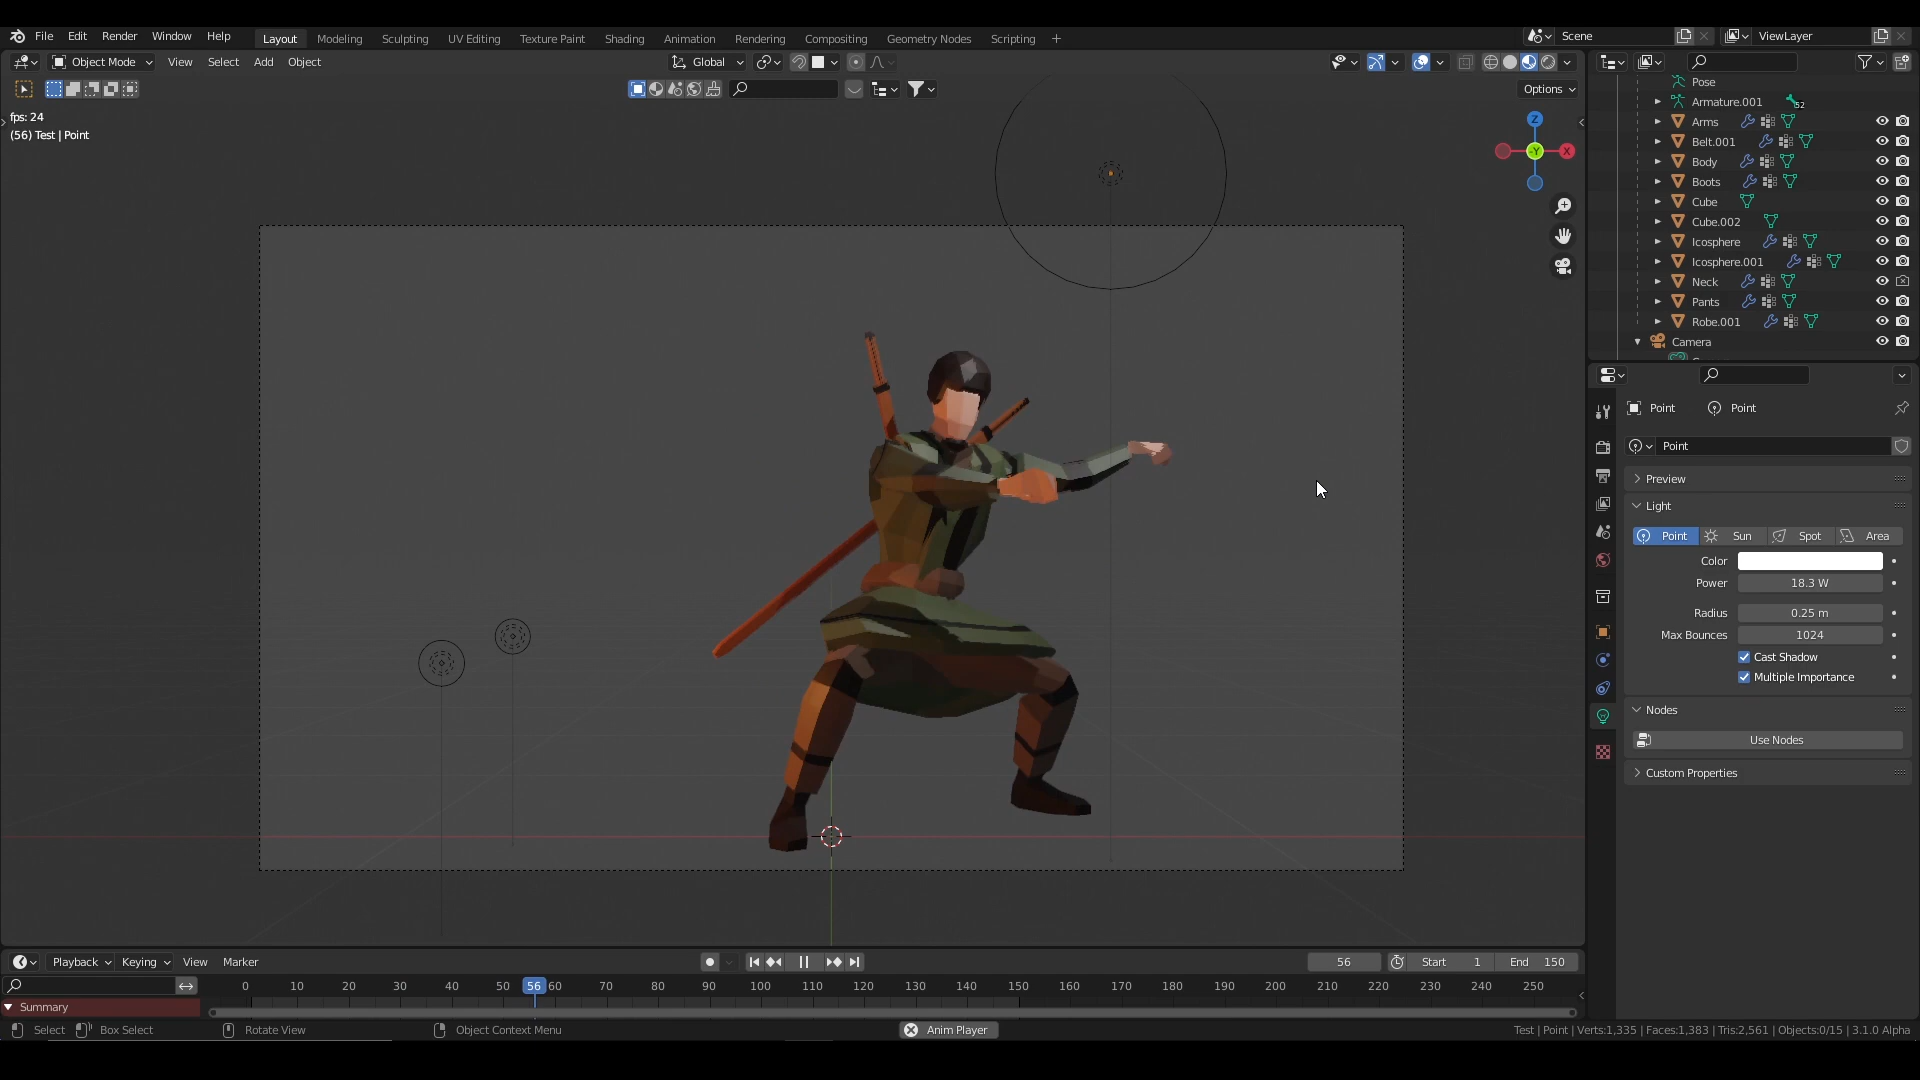 File Edit Render Window Help Layout Modeling Sculpting UV Editing Texture Paint Shading Animation Rendering Compositing Geometry Nodes Scripting + Scene ViewLayer
Object Mode View Select Add Object Global
Options
fps: 24
(56) Test | Point
Z
-Y
X
Pose
Armature.001 52
Arms
Belt.001
Body
Boots
Cube
Cube.002
Icosphere
Icosphere.001
Neck
Pants
Robe.001
Camera
Point Point
Point
Preview
Light
Point Sun Spot Area
Color
Power 18.3 W
Radius 0.25 m
Max Bounces 1024
Cast Shadow
Multiple Importance
Nodes
Use Nodes
Custom Properties
Playback Keying View Marker 56 Start 1 End 150
0 10 20 30 40 50 56 60 70 80 90 100 110 120 130 140 150 160 170 180 190 200 210 220 230 240 250
Summary
Select Box Select Rotate View Object Context Menu Anim Player Test | Point | Verts:1,335 | Faces:1,383 | Tris:2,561 | Objects:0/15 | 3.1.0 Alpha